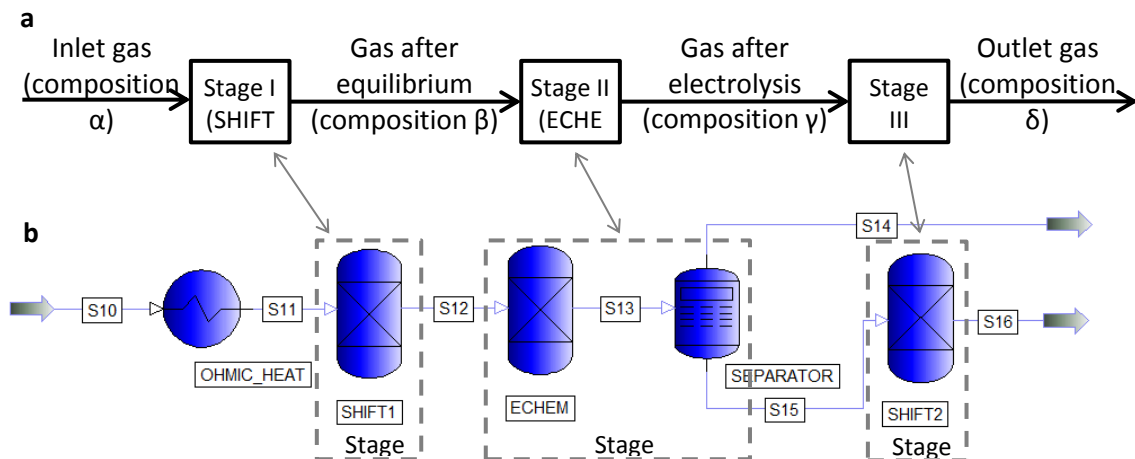 a
Inlet gas
(composition
α)
Stage I
(SHIFT
Gas after
equilibrium
(composition β)
Stage II
(ECHE
Gas after
electrolysis
(composition γ)
Stage
III
Outlet gas
(composition
δ)
b
S10
S11
OHMIC_HEAT
SHIFT1
Stage
S12
ECHEM
S13
SEPARATOR
Stage
S14
S15
SHIFT2
Stage
S16